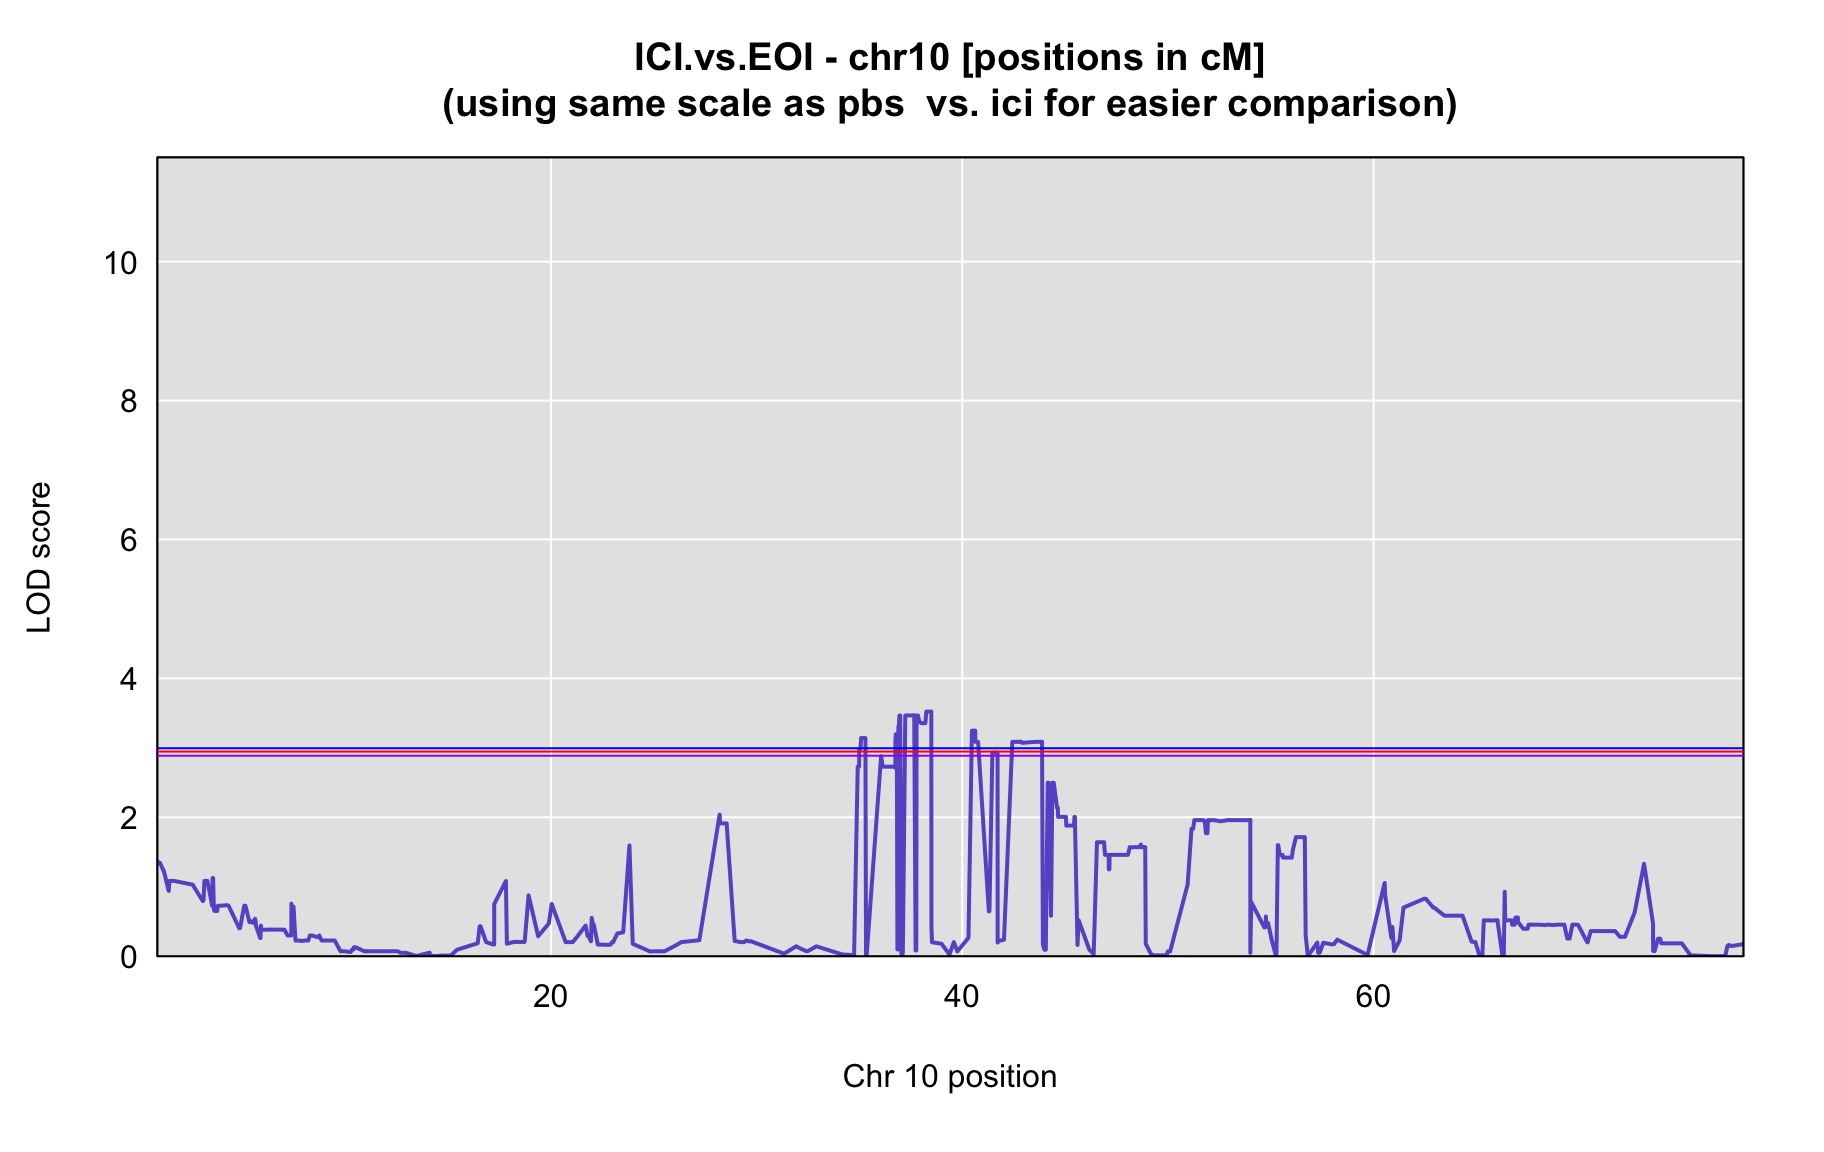 ICI.vs.EOI - chr10 [positions in cM]
(using same scale as pbs  vs. ici for easier comparison)
10
8
6
4
2
0
LOD score
20
40
60
Chr 10 position